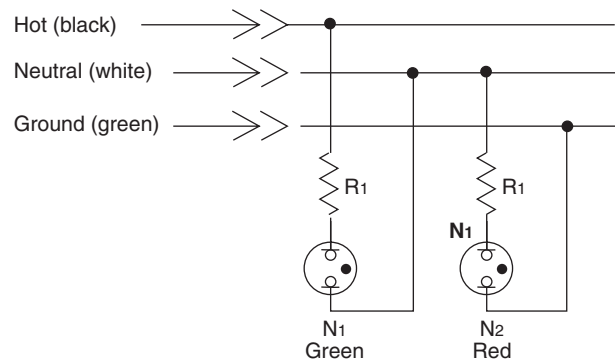 Hot (black)
Neutral (white)
Ground (green)
R1
R1
N1
N1
Green
N2
Red